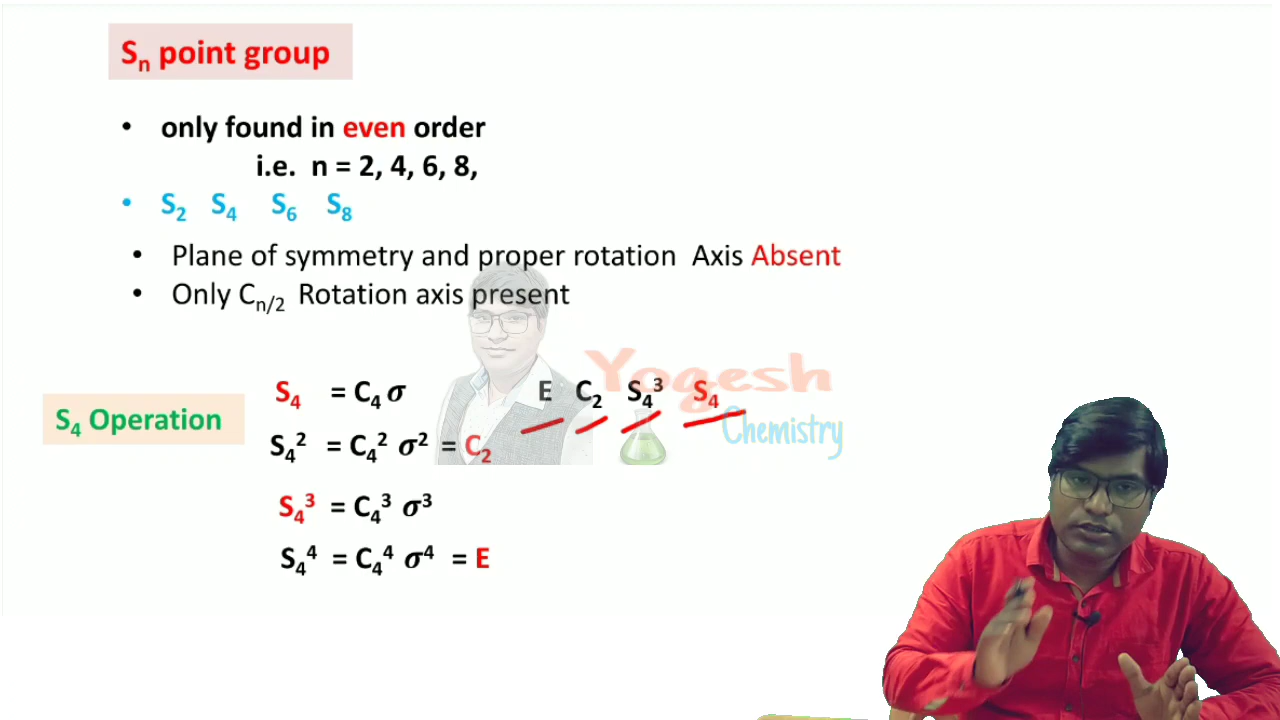 Sn point group
• only found in even order
i.e. n = 2, 4, 6, 8,
• S2 S4 S6 S8
• Plane of symmetry and proper rotation Axis Absent
• Only Cn/2 Rotation axis present
S4 = C4 σ E C2 S4³ S4
Yogesh
S4 Operation
S4² = C4² σ² = C2
Chemistry
S4³ = C4³ σ³
S4⁴ = C4⁴ σ⁴ = E